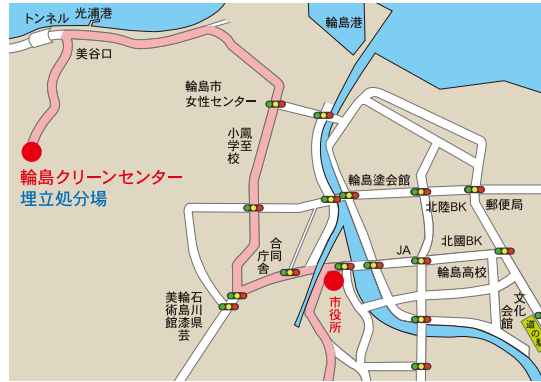 トンネル
光浦港
美谷口
輪島港
輪島市
女性センター
鳳至
小学校
輪島クリーンセンター
埋立処分場
輪島塗会館
北陸BK
郵便局
合同
庁舎
JA
北國BK
輪島高校
市役所
石川県
輪島漆芸
美術館
文化
会館
道の駅